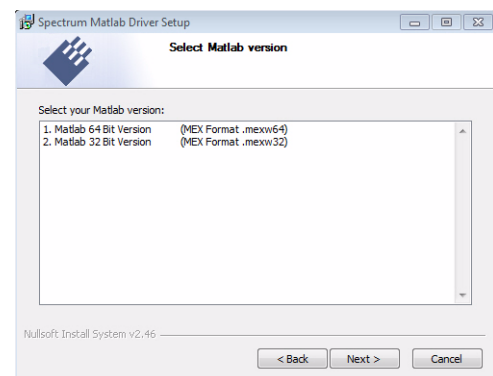 Spectrum Matlab Driver Setup
Select Matlab version
Select your Matlab version:
1. Matlab 64 Bit Version (MEX Format .mexw64)
2. Matlab 32 Bit Version (MEX Format .mexw32)
Nullsoft Install System v2.46
< Back Next > Cancel